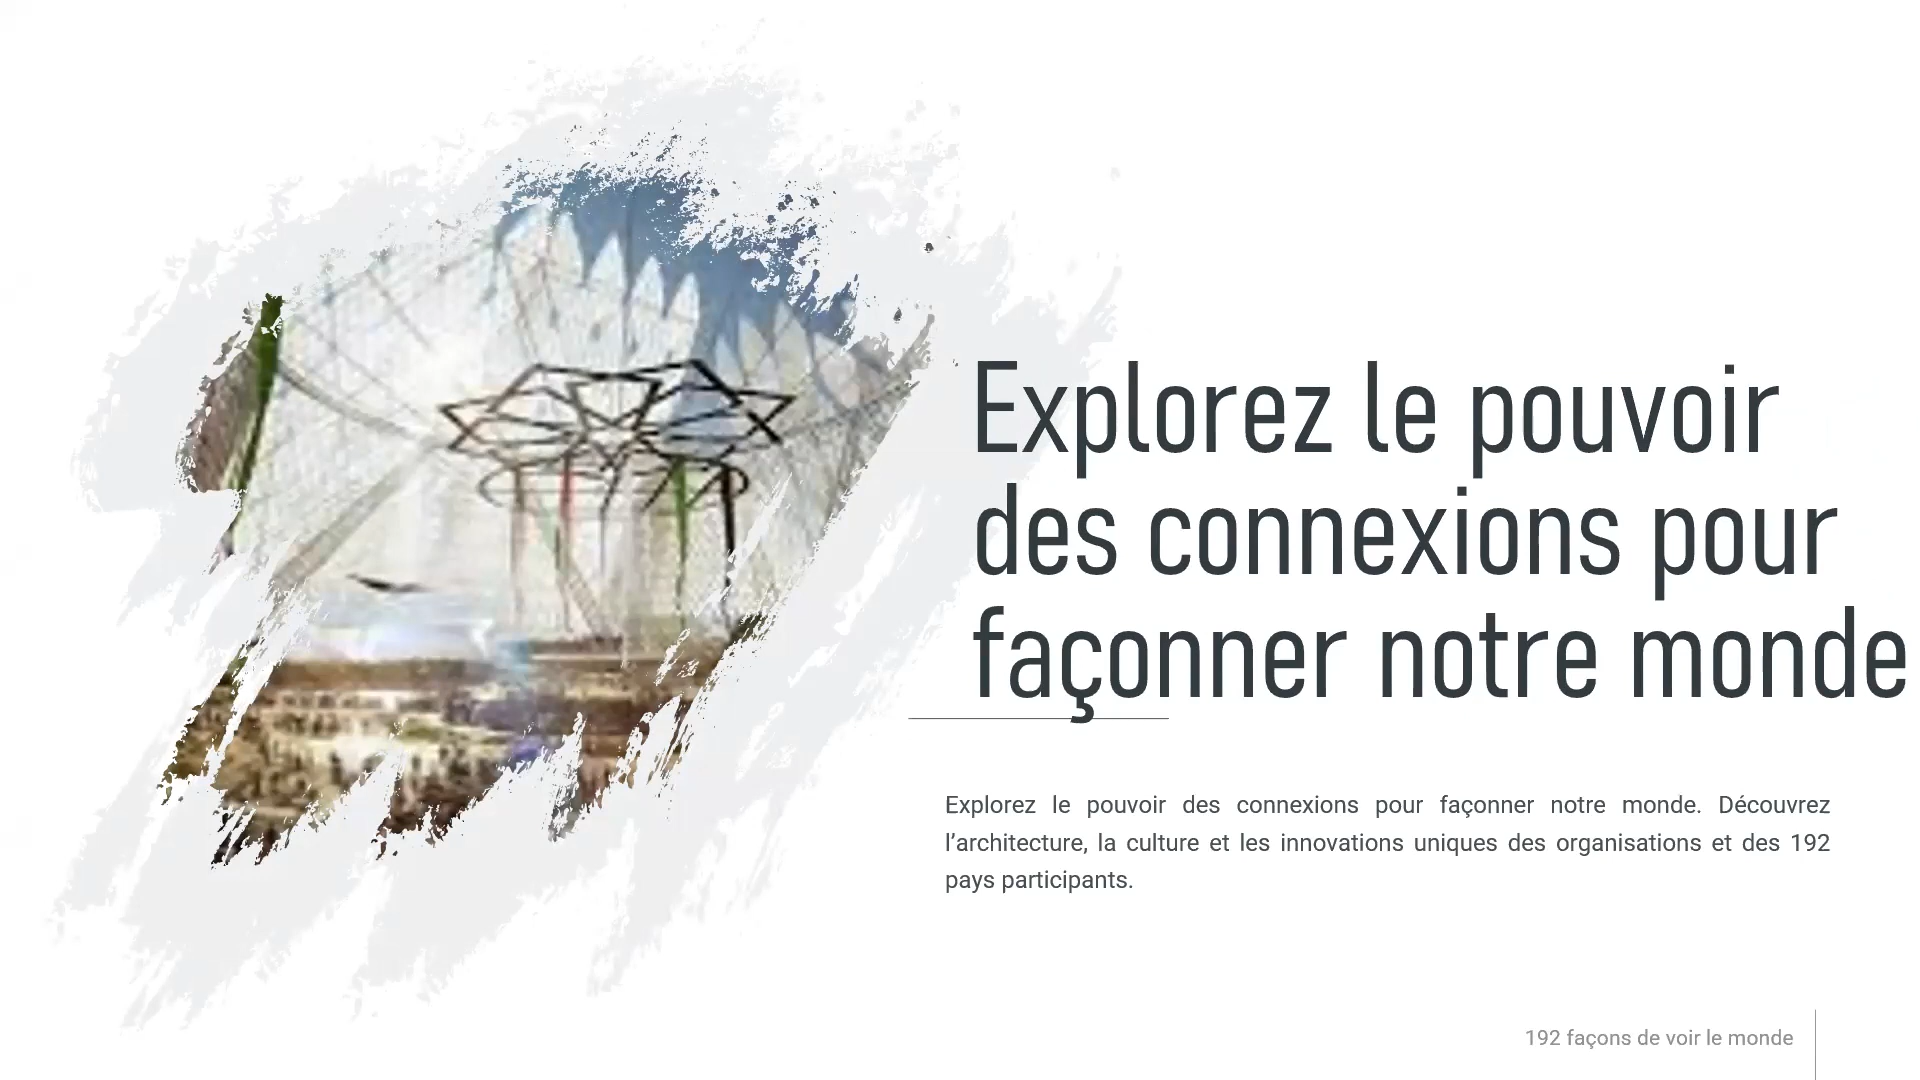 Explorez le pouvoir
des connexions pour
façonner notre monde
Explorez le pouvoir des connexions pour façonner notre monde. Découvrez
l’architecture, la culture et les innovations uniques des organisations et des 192
pays participants.
192 façons de voir le monde